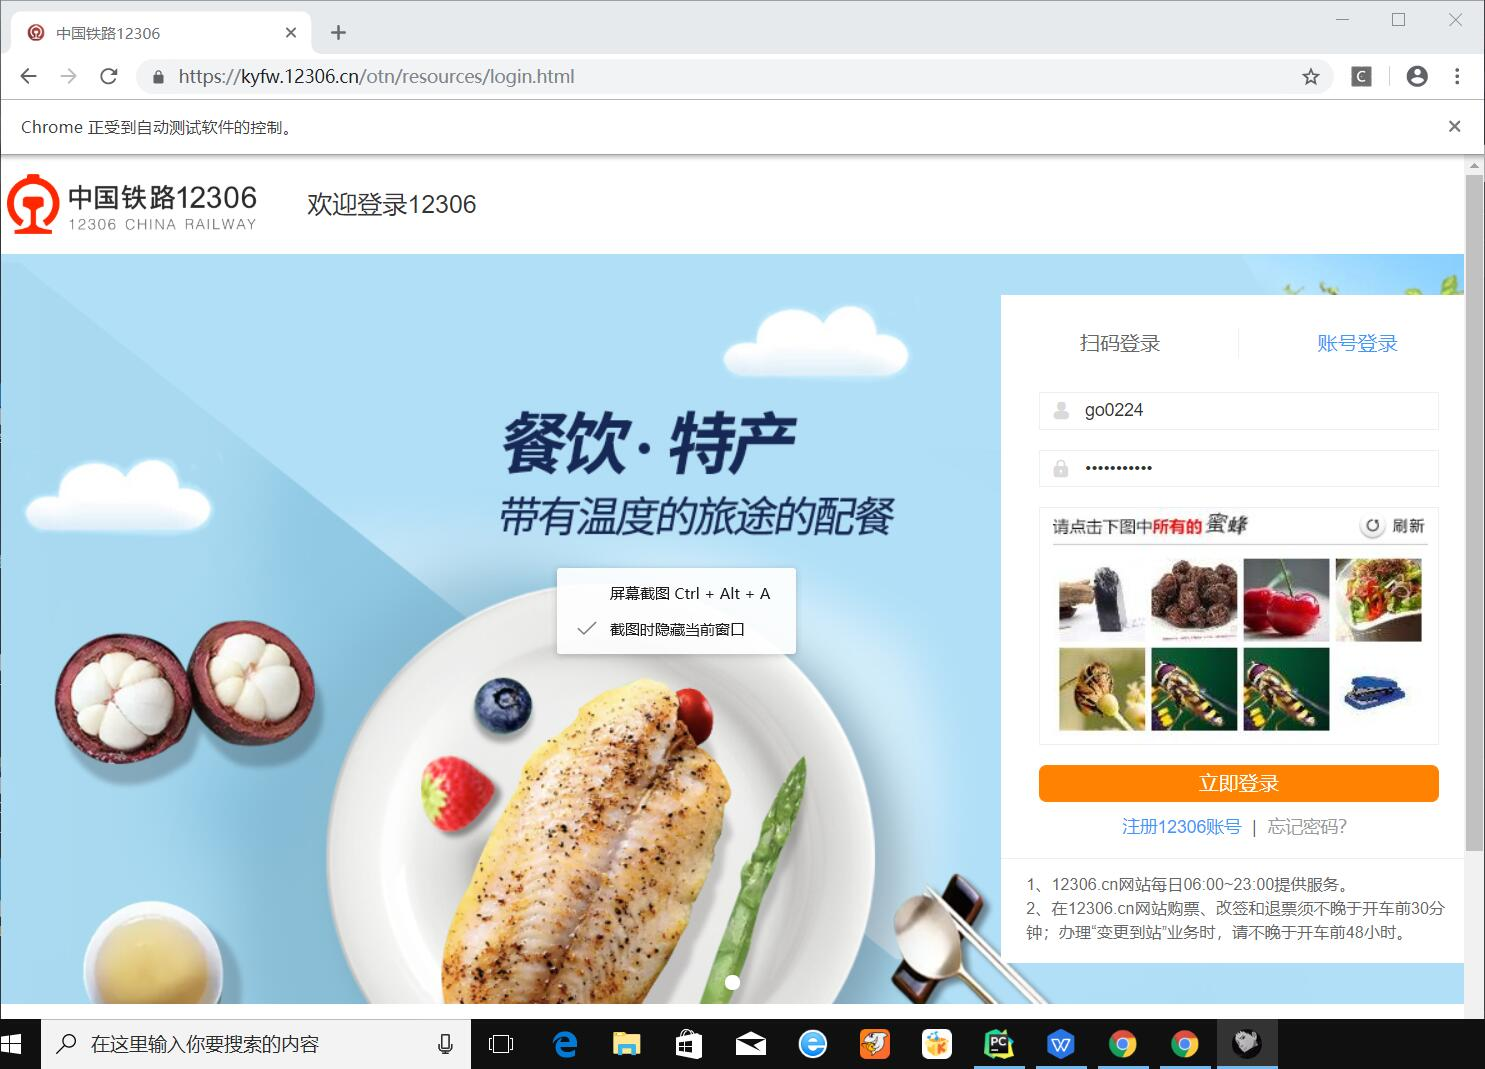 中国铁路12306
https://kyfw.12306.cn/otn/resources/login.html
C
Chrome 正受到自动测试软件的控制。
中国铁路12306
12306 CHINA RAILWAY
欢迎登录12306
扫码登录
账号登录
go0224
•••••••••••
餐饮·特产
带有温度的旅途的配餐
请点击下图中所有的 蜜蜂
刷新
屏幕截图 Ctrl + Alt + A
截图时隐藏当前窗口
立即登录
注册12306账号 | 忘记密码?
1、12306.cn网站每日06:00~23:00提供服务。
2、在12306.cn网站购票、改签和退票须不晚于开车前30分
钟；办理“变更到站”业务时，请不晚于开车前48小时。
在这里输入你要搜索的内容
PC
W